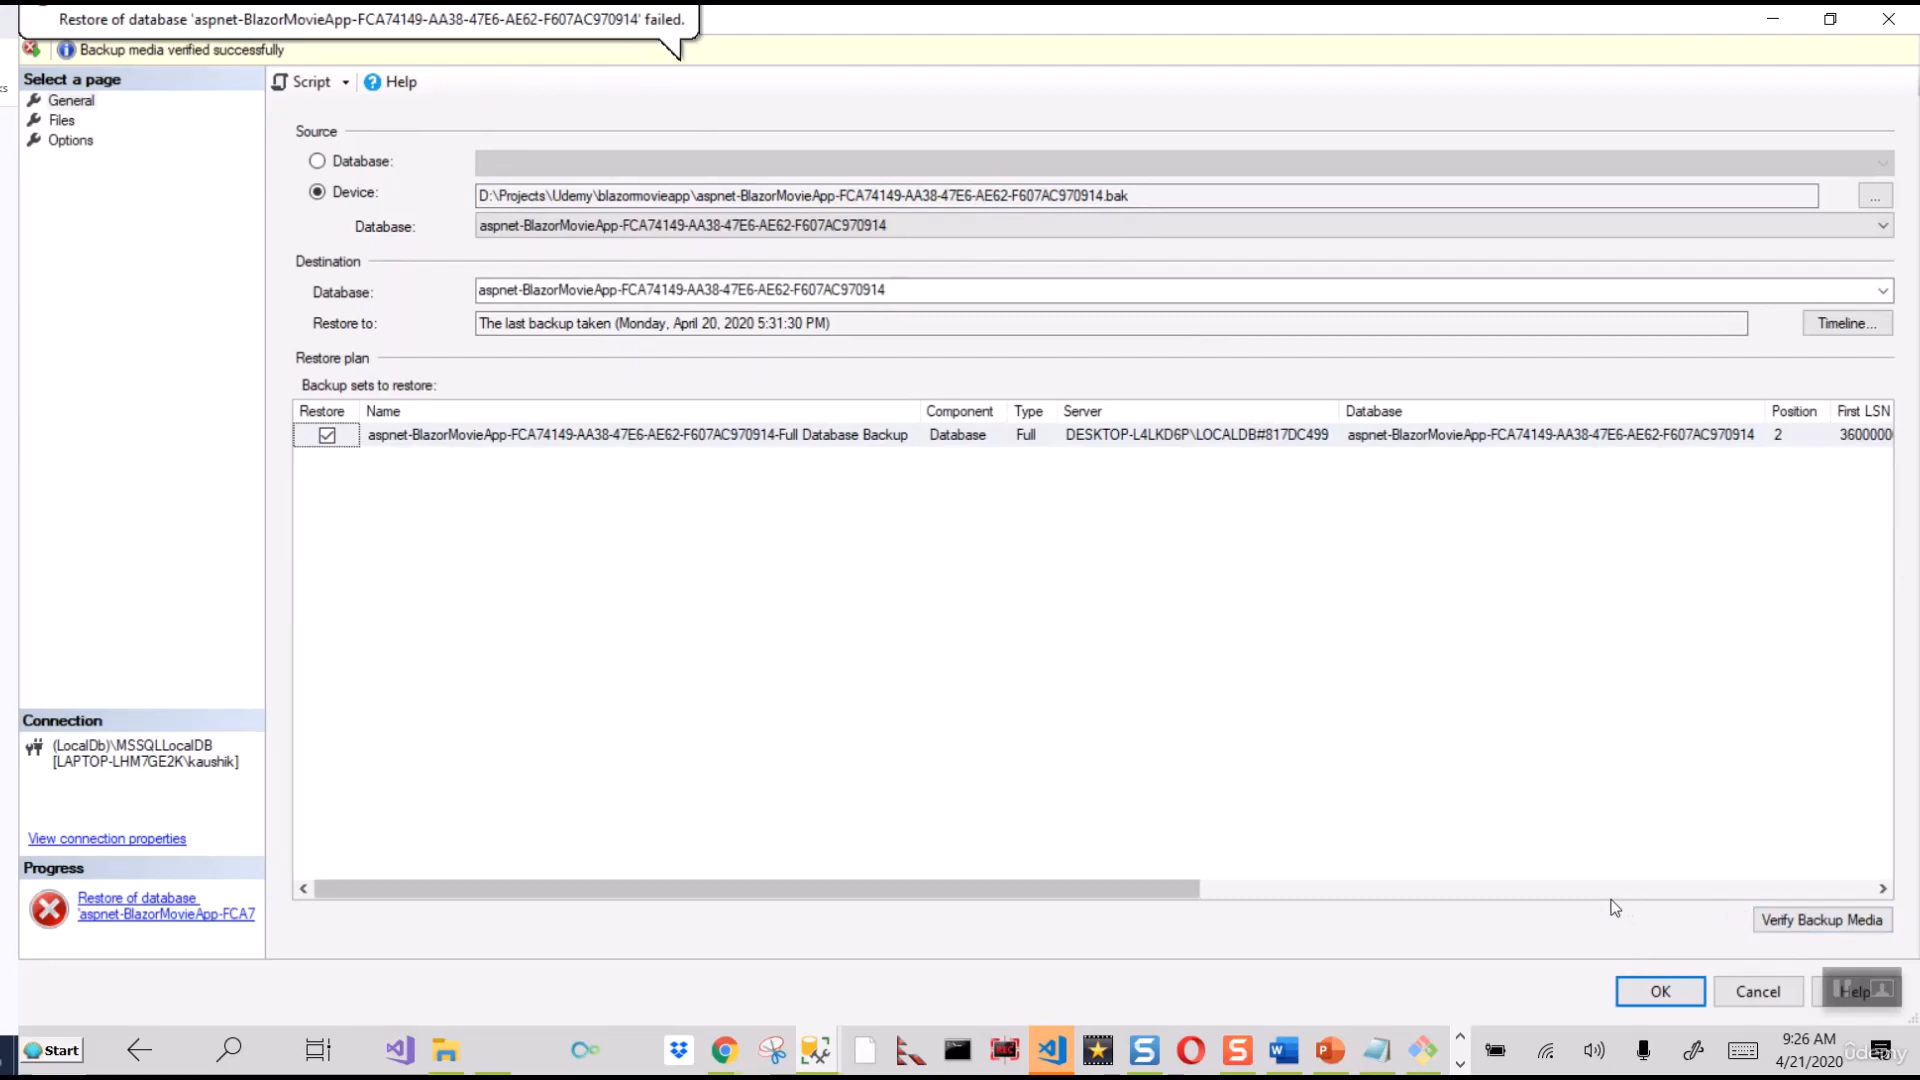 Restore of database 'aspnet-BlazorMovieApp-FCA74149-AA38-47E6-AE62-F607AC970914' failed.
Backup media verified successfully
Select a page
General
Files
Options
Script
Help
Source
Database:
Device:
D:\Projects\Udemy\blazormovieapp\aspnet-BlazorMovieApp-FCA74149-AA38-47E6-AE62-F607AC970914.bak
...
Database:
aspnet-BlazorMovieApp-FCA74149-AA38-47E6-AE62-F607AC970914
Destination
Database:
aspnet-BlazorMovieApp-FCA74149-AA38-47E6-AE62-F607AC970914
Restore to:
The last backup taken (Monday, April 20, 2020 5:31:30 PM)
Timeline...
Restore plan
Backup sets to restore:
Restore Name Component Type Server Database Position First LSN
aspnet-BlazorMovieApp-FCA74149-AA38-47E6-AE62-F607AC970914-Full Database Backup Database Full DESKTOP-L4LKD6P\LOCALDB#817DC499 aspnet-BlazorMovieApp-FCA74149-AA38-47E6-AE62-F607AC970914 2 3600000
Connection
(LocalDb)\MSSQLLocalDB
[LAPTOP-LHM7GE2K\kaushik]
View connection properties
Progress
Restore of database
'aspnet-BlazorMovieApp-FCA7
Verify Backup Media
OK
Cancel
Help
Start
9:26 AM
4/21/2020
ûdemy